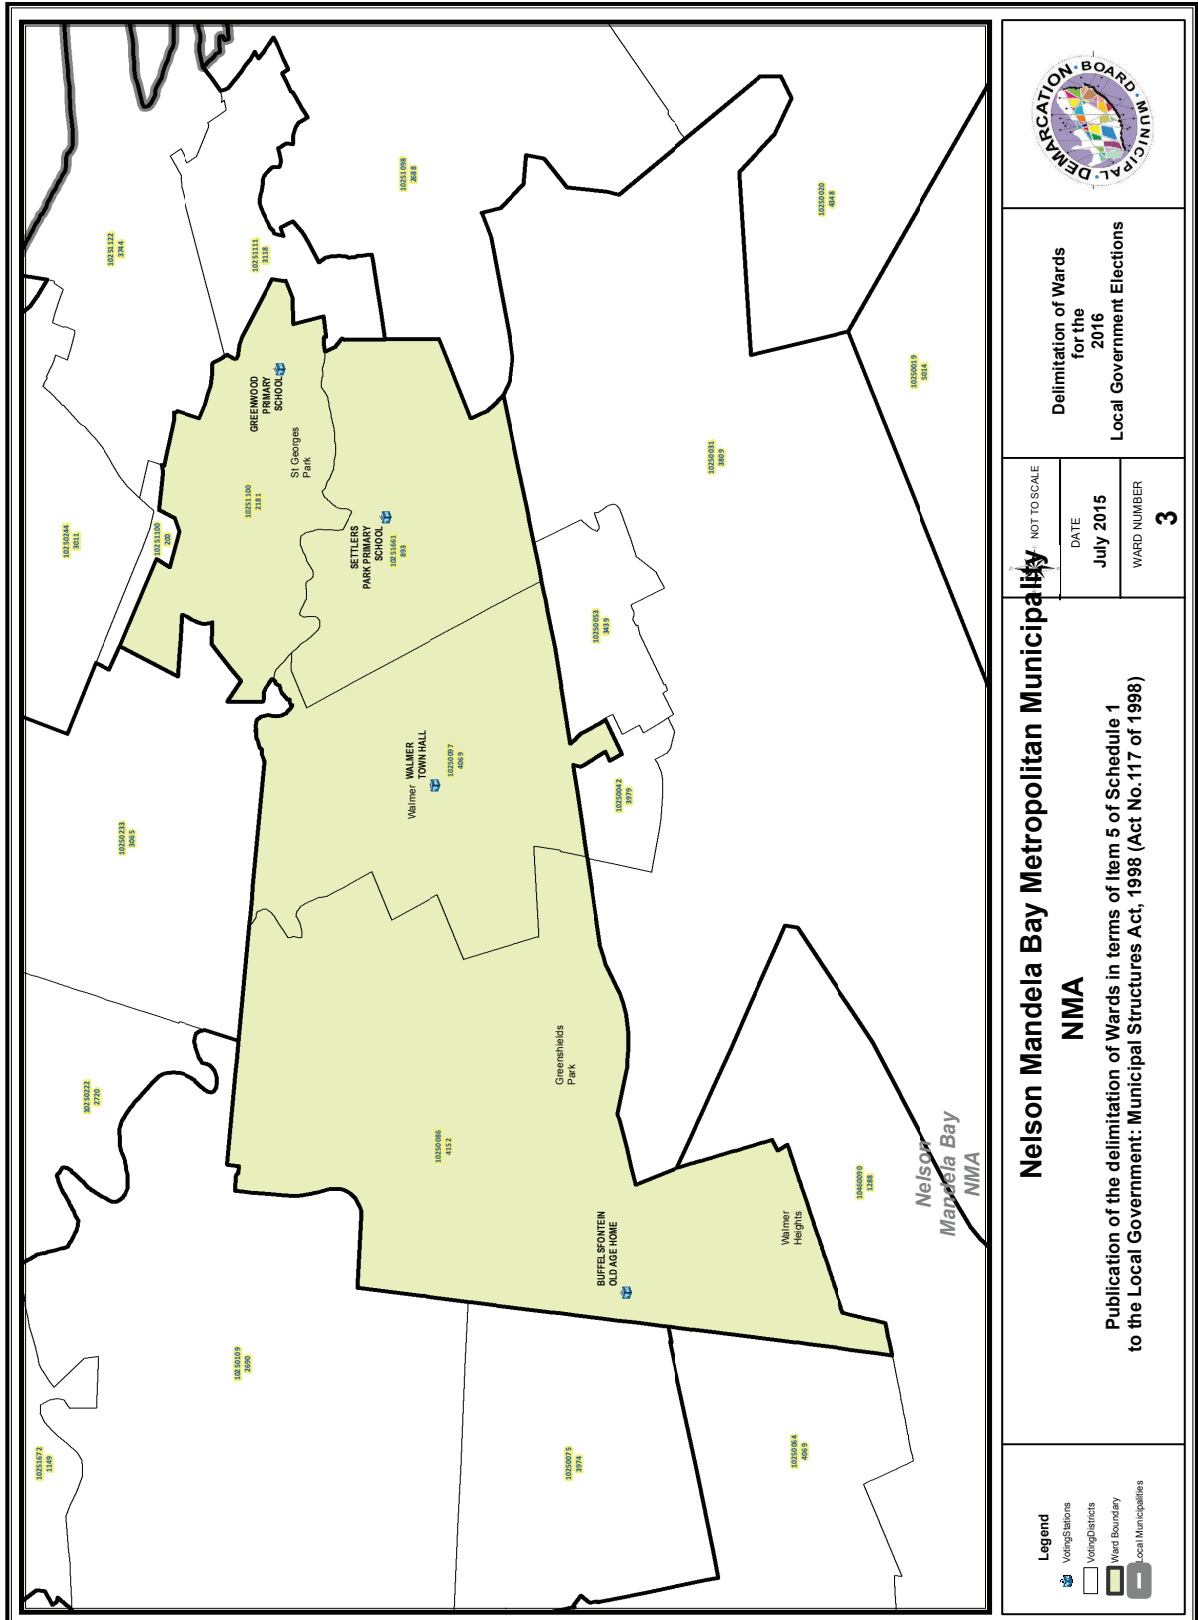 10251122
3744
10251111
3118
10251098
2688
10250020
4348
10250019
5014
10250244
3011
10251100
200
10251100
2181
GREENWOOD
PRIMARY
SCHOOL
St Georges
Park
SETTLERS
PARK PRIMARY
SCHOOL
10251661
893
10250031
3809
10250053
3439
10250042
3979
10250233
3065
Walmer
WALMER
TOWN HALL
10250097
4069
10250222
2720
10250086
4152
Greenshields
Park
BUFFELSFONTEIN
OLD AGE HOME
Walmer
Heights
10460090
1288
Nelson
Mandela Bay
NMA
10251672
1149
10250109
2690
10250075
3974
10250064
4069
Legend
VotingStations
VotingDistricts
Ward Boundary
Local Municipalities
Nelson Mandela Bay Metropolitan Municipality
NMA
Publication of the delimitation of Wards in terms of Item 5 of Schedule 1
to the Local Government: Municipal Structures Act, 1998 (Act No.117 of 1998)
NOT TO SCALE
DATE
July 2015
WARD NUMBER
3
Delimitation of Wards
for the
2016
Local Government Elections
MUNICIPAL · DEMARCATION · BOARD ·